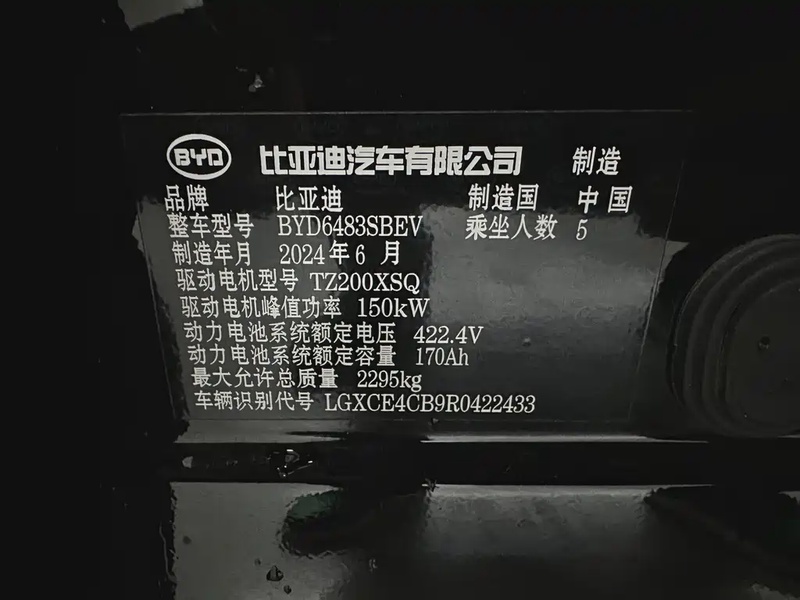 BYD 比亚迪汽车有限公司 制造
品牌 比亚迪 制造国 中国
整车型号 BYD6483SBEV 乘坐人数 5
制造年月 2024年6月
驱动电机型号 TZ200XSQ
驱动电机峰值功率 150kW
动力电池系统额定电压 422.4V
动力电池系统额定容量 170Ah
最大允许总质量 2295kg
车辆识别代号 LGXCE4CB9R0422433